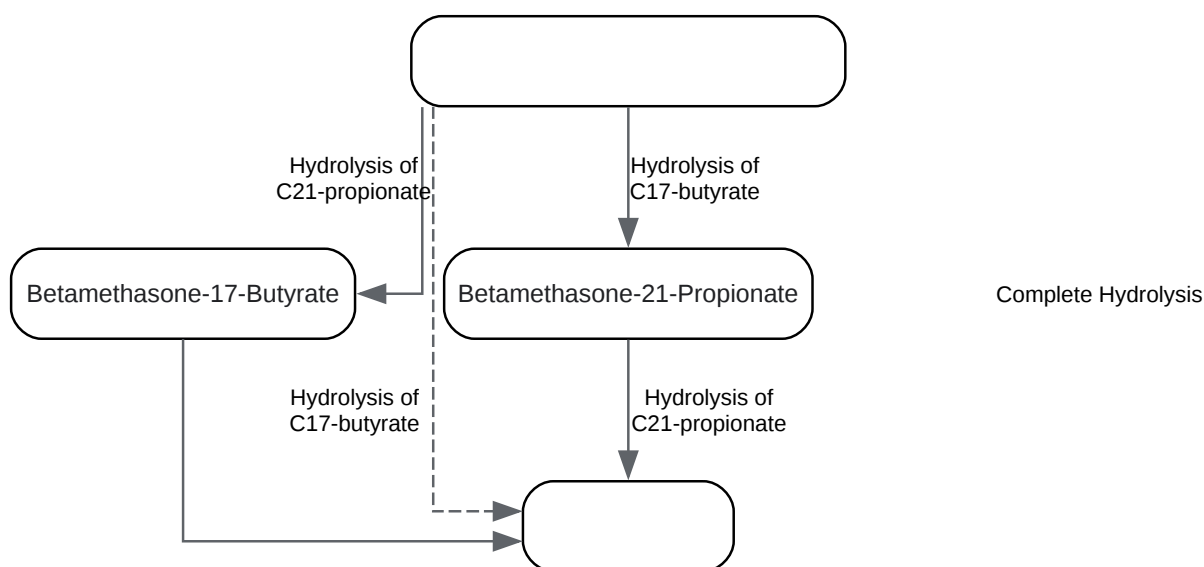 Hydrolysis of
C21-propionate
Hydrolysis of
C17-butyrate
Betamethasone-17-Butyrate
Betamethasone-21-Propionate
Complete Hydrolysis
Hydrolysis of
C17-butyrate
Hydrolysis of
C21-propionate